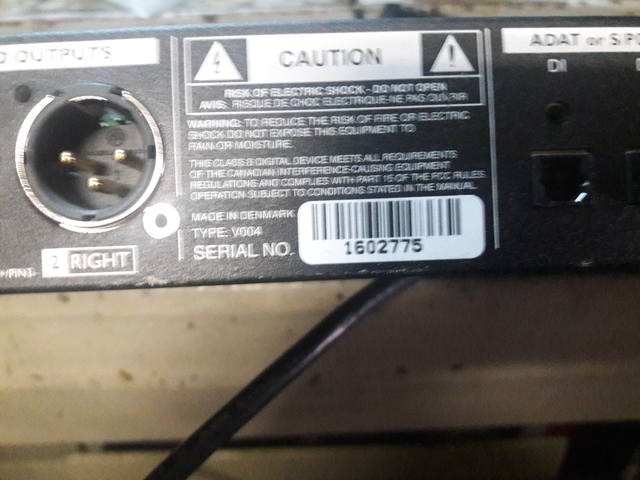 OUTPUTS
CAUTION
RISK OF ELECTRIC SHOCK - DO NOT OPEN
AVIS: RISQUE DE CHOC ELECTRIQUE-NE PAS OUVRIR
WARNING: TO REDUCE THE RISK OF FIRE OR ELECTRIC
SHOCK DO NOT EXPOSE THIS EQUIPMENT TO
RAIN OR MOISTURE.
THIS CLASS B DIGITAL DEVICE MEETS ALL REQUIREMENTS
OF THE CANADIAN INTERFERENCE-CAUSING EQUIPMENT
REGULATIONS AND COMPLIES WITH PART 15 OF THE FCC RULES.
OPERATION SUBJECT TO CONDITIONS STATED IN THE MANUAL.
MADE IN DENMARK
TYPE: V004
SERIAL NO. 1602775
2 RIGHT
ADAT or S/PD